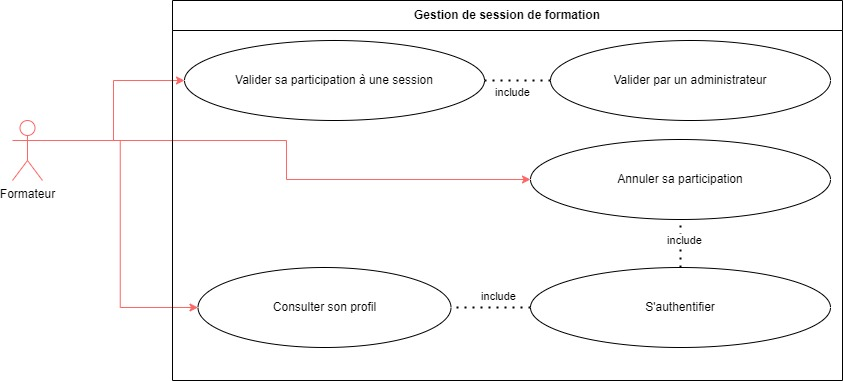 Gestion de session de formation
Valider sa participation à une session
include
Valider par un administrateur
Formateur
Annuler sa participation
include
Consulter son profil
include
S'authentifier